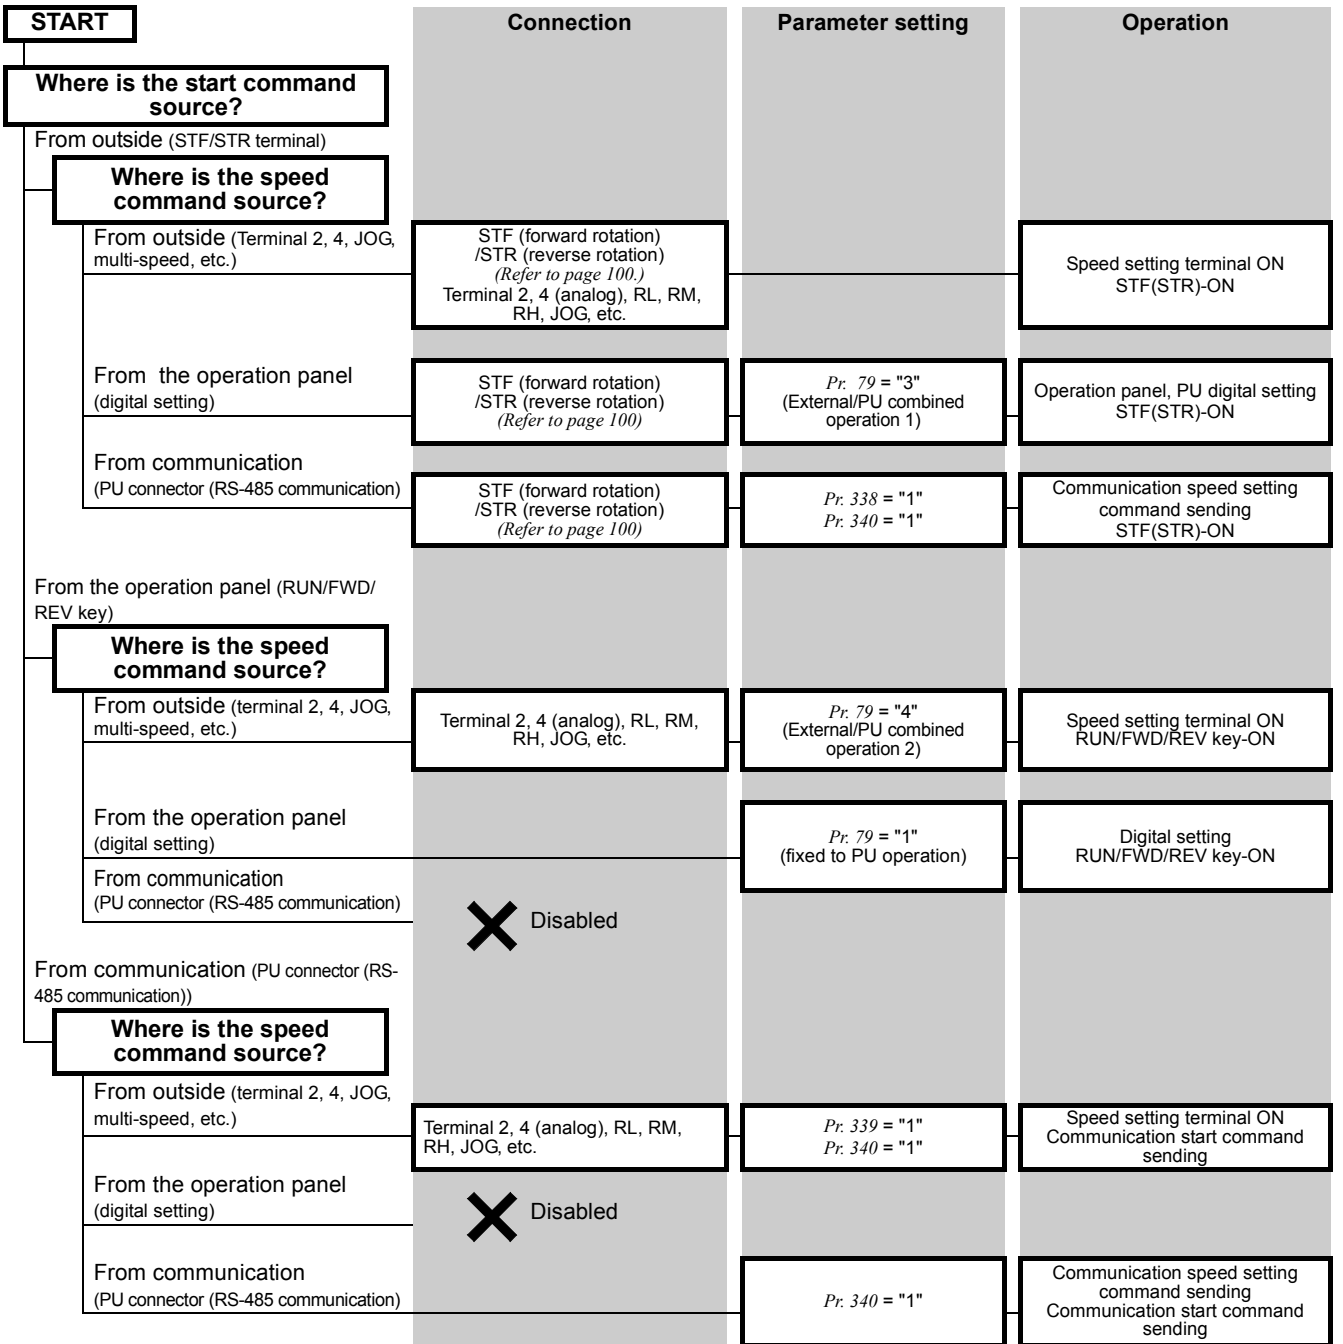 START
Connection
Parameter setting
Operation
Where is the start command
source?
From outside (STF/STR terminal)
Where is the speed
command source?
From outside (Terminal 2, 4, JOG,
multi-speed, etc.)
STF (forward rotation)
/STR (reverse rotation)
(Refer to page 100.)
Terminal 2, 4 (analog), RL, RM,
RH, JOG, etc.
Speed setting terminal ON
STF(STR)-ON
From the operation panel
(digital setting)
STF (forward rotation)
/STR (reverse rotation)
(Refer to page 100)
Pr. 79 = "3"
(External/PU combined
operation 1)
Operation panel, PU digital setting
STF(STR)-ON
From communication
(PU connector (RS-485 communication)
STF (forward rotation)
/STR (reverse rotation)
(Refer to page 100)
Pr. 338 = "1"
Pr. 340 = "1"
Communication speed setting
command sending
STF(STR)-ON
From the operation panel (RUN/FWD/
REV key)
Where is the speed
command source?
From outside (terminal 2, 4, JOG,
multi-speed, etc.)
Terminal 2, 4 (analog), RL, RM,
RH, JOG, etc.
Pr. 79 = "4"
(External/PU combined
operation 2)
Speed setting terminal ON
RUN/FWD/REV key-ON
From the operation panel
(digital setting)
Pr. 79 = "1"
(fixed to PU operation)
Digital setting
RUN/FWD/REV key-ON
From communication
(PU connector (RS-485 communication)
Disabled
From communication (PU connector (RS-
485 communication))
Where is the speed
command source?
From outside (terminal 2, 4, JOG,
multi-speed, etc.)
Terminal 2, 4 (analog), RL, RM,
RH, JOG, etc.
Pr. 339 = "1"
Pr. 340 = "1"
Speed setting terminal ON
Communication start command
sending
From the operation panel
(digital setting)
Disabled
From communication
(PU connector (RS-485 communication)
Pr. 340 = "1"
Communication speed setting
command sending
Communication start command
sending